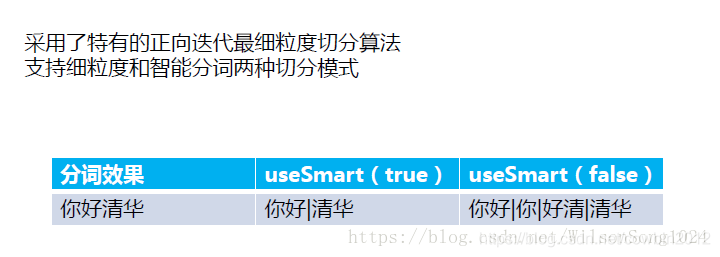 采用了特有的正向迭代最细粒度切分算法
支持细粒度和智能分词两种切分模式
分词效果 useSmart（true） useSmart（false）
你好清华 你好|清华 你好|你|好清|清华
https://blog.csdn.net/WilsonSong1024